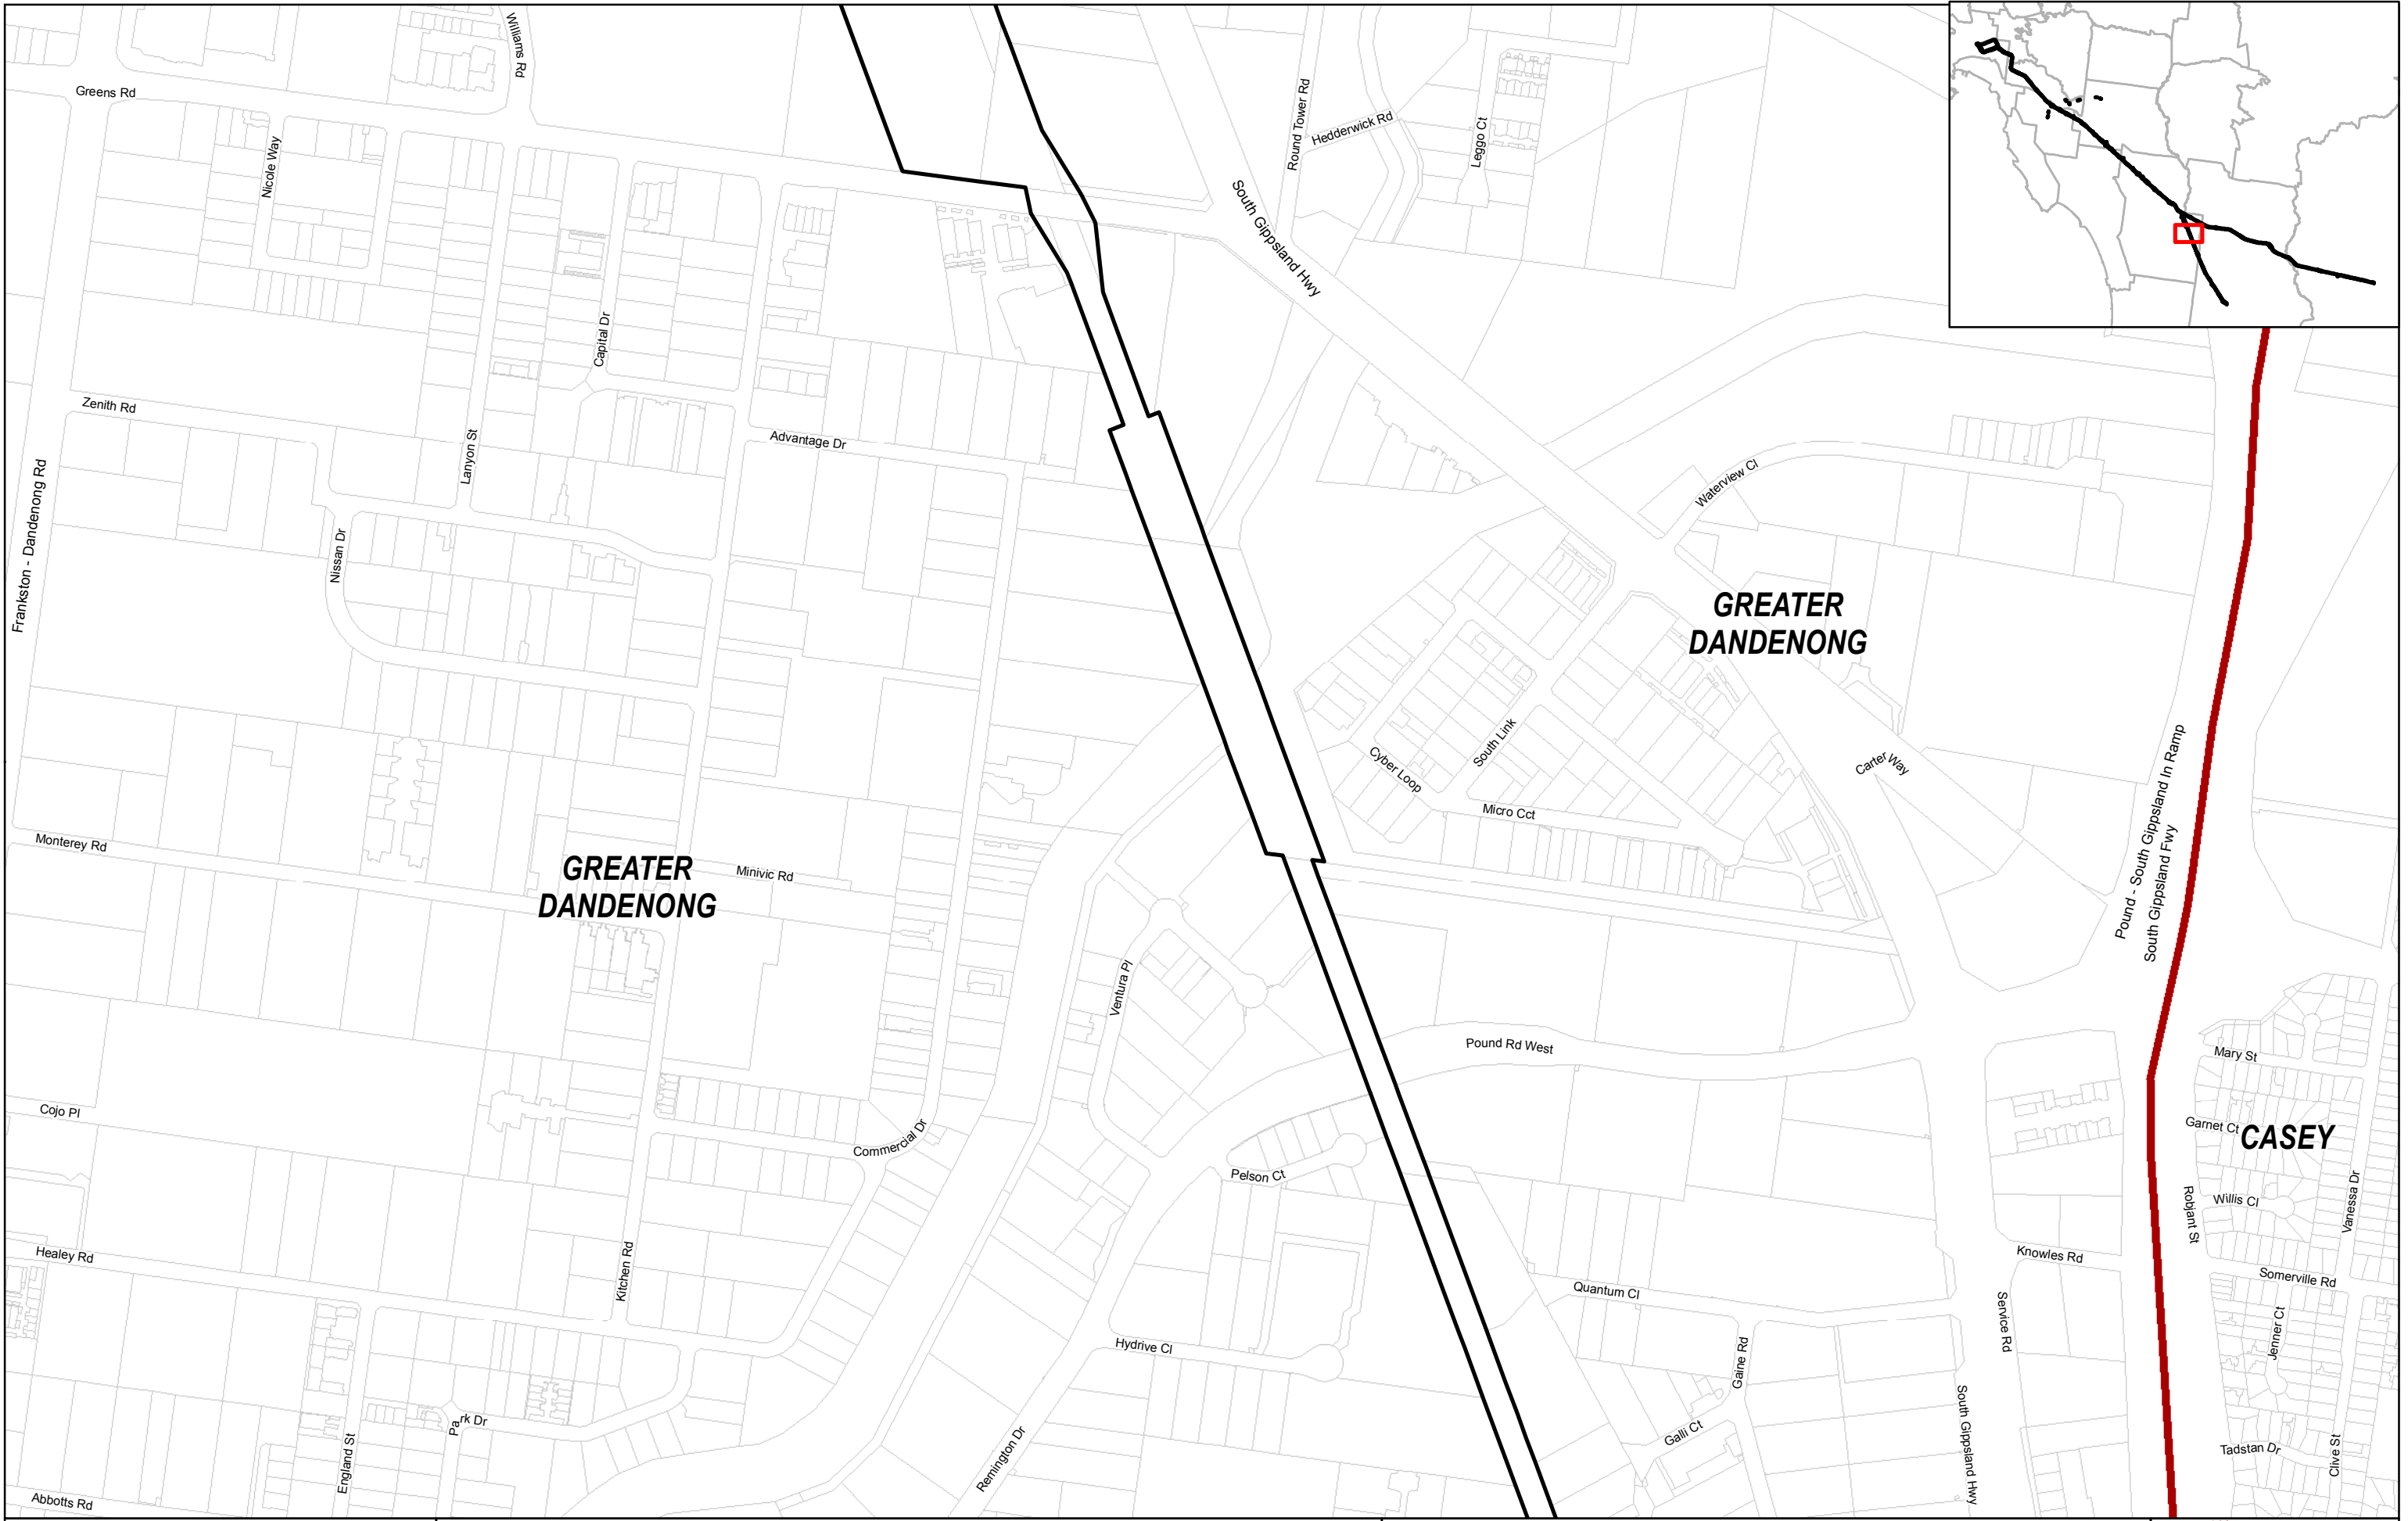 Williams Rd
Greens Rd
Nicole Way
Round Tower Rd
Hedderwick Rd
Leggo Ct
South Gippsland Hwy
Capital Dr
Zenith Rd
Lanyon St
Advantage Dr
Frankston - Dandenong Rd
Waterview Cl
Nissan Dr
GREATER
DANDENONG
South Link
Cyber Loop
Carter Way
Micro Cct
Pound - South Gippsland In Ramp
South Gippsland Fwy
Monterey Rd
GREATER
DANDENONG
Minivic Rd
Ventura Pl
Pound Rd West
Mary St
Cojo Pl
Garnet Ct
CASEY
Commercial Dr
Pelson Ct
Robjant St
Willis Cl
Vanessa Dr
Healey Rd
Kitchen Rd
Knowles Rd
Somerville Rd
Quantum Cl
Service Rd
Jenner Ct
Hydrive Cl
Gaine Rd
Park Dr
England St
Remington Dr
Galli Ct
South Gippsland Hwy
Tadstan Dr
Clive St
Abbotts Rd